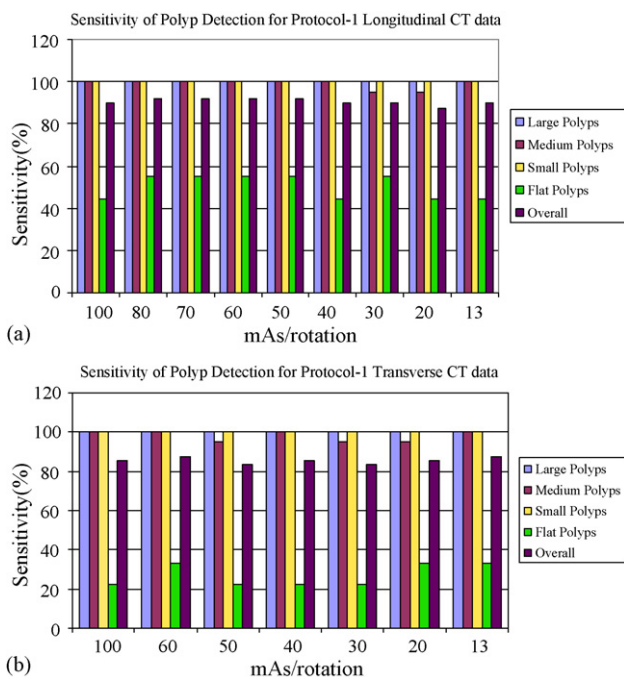 Sensitivity of Polyp Detection for Protocol-1 Longitudinal CT data
120
100
80
60
40
20
0
Sensitivity(%)
100 80 70 60 50 40 30 20 13
mAs/rotation
Large Polyps
Medium Polyps
Small Polyps
Flat Polyps
Overall
(a)
Sensitivity of Polyp Detection for Protocol-1 Transverse CT data
120
100
80
60
40
20
0
Sensitivity(%)
100 60 50 40 30 20 13
mAs/rotation
Large Polyps
Medium Polyps
Small Polyps
Flat Polyps
Overall
(b)